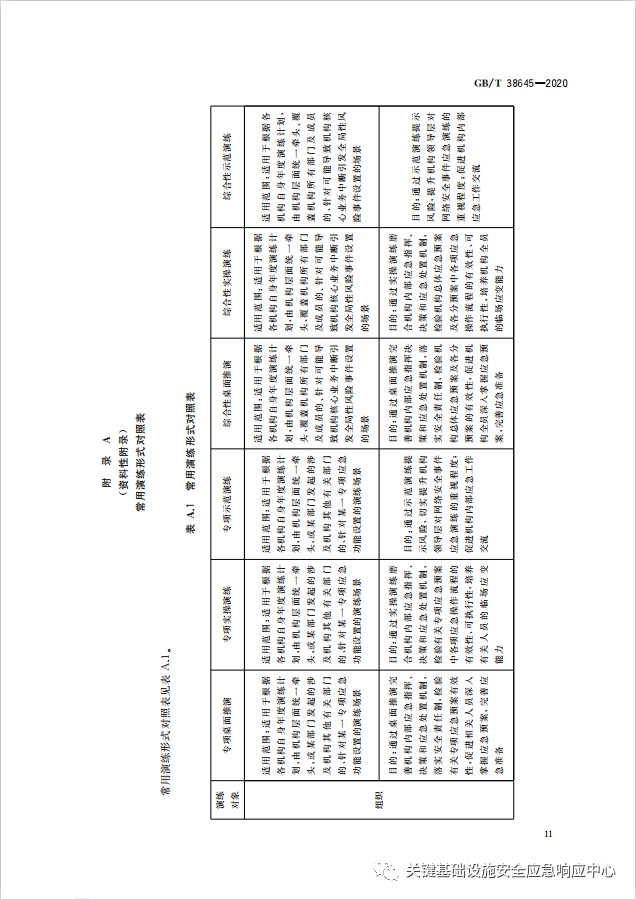 GB/T 38645—2020
附 录 A
（资料性附录）
常用演练形式对照表
常用演练形式对照表见表 A.1。
表 A.1 常用演练形式对照表
演练
对象
专项桌面推演
专项实操演练
专项示范演练
综合性桌面推演
综合性实操演练
综合性示范演练
组织
适用范围：适用于根据
各机构自身年度演练计
划，由机构层面统一牵
头，或某部门发起的涉
及机构其他有关部门
的、针对某一专项应急
功能设置的演练场景
适用范围：适用于根据
各机构自身年度演练计
划，由机构层面统一牵
头，或某部门发起的涉
及机构其他有关部门
的、针对某一专项应急
功能设置的演练场景
适用范围：适用于根据
各机构自身年度演练计
划，由机构层面统一牵
头、或某部门发起的涉
及机构其他有关部门
的、针对某一专项应急
功能设置的演练场景
适用范围：适用于根据
各机构自身年度演练计
划，由机构层面统一牵
头、覆盖机构所有部门
及成员的、针对可能导
致机构核心业务中断引
发全局性风险事件设置
的场景
适用范围：适用于根据
各机构自身年度演练计
划，由机构层面统一牵
头、覆盖机构所有部门
及成员的、针对可能导
致机构核心业务中断引
发全局性风险事件设置
的场景
适用范围：适用于根据各
机构自身年度演练计划，
由机构层面统一牵头、覆
盖机构所有部门及成员
的、针对可能导致机构核
心业务中断引发全局性风
险事件设置的场景
目的：通过桌面推演完
善机构内部应急指挥、
决策和应急处置机制，
落实安全责任制，检验
有关专项应急预案有效
性，促进相关人员深入
掌握应急预案，完善应
急准备
目的：通过实操演练磨
合机构内部应急指挥、
决策和应急处置机制，
检验有关专项应急预案
中各项应急操作流程的
有效性、可执行性，培养
有关人员的临场应变
能力
目的：通过示范演练提
示风险，切实提升机构
领导层对网络安全事件
应急演练的重视程度；
促进机构内部应急工作
交流
目的：通过桌面推演完
善机构内部应急指挥决
策和应急处置机制，落
实安全责任制，检验机
构总体应急预案及各分
预案的有效性，促进机
构全员深入掌握应急预
案，完善应急准备
目的：通过实操演练磨
合机构内部应急指挥、
决策和应急处置机制，
检验机构总体应急预案
及各分预案中各项应急
操作流程的有效性、可
执行性，培养机构全员
的临场应变能力
目的：通过示范演练提示
风险，提升机构领导层对
网络安全事件应急演练的
重视程度；促进机构内部
应急工作交流
11
关键基础设施安全应急响应中心